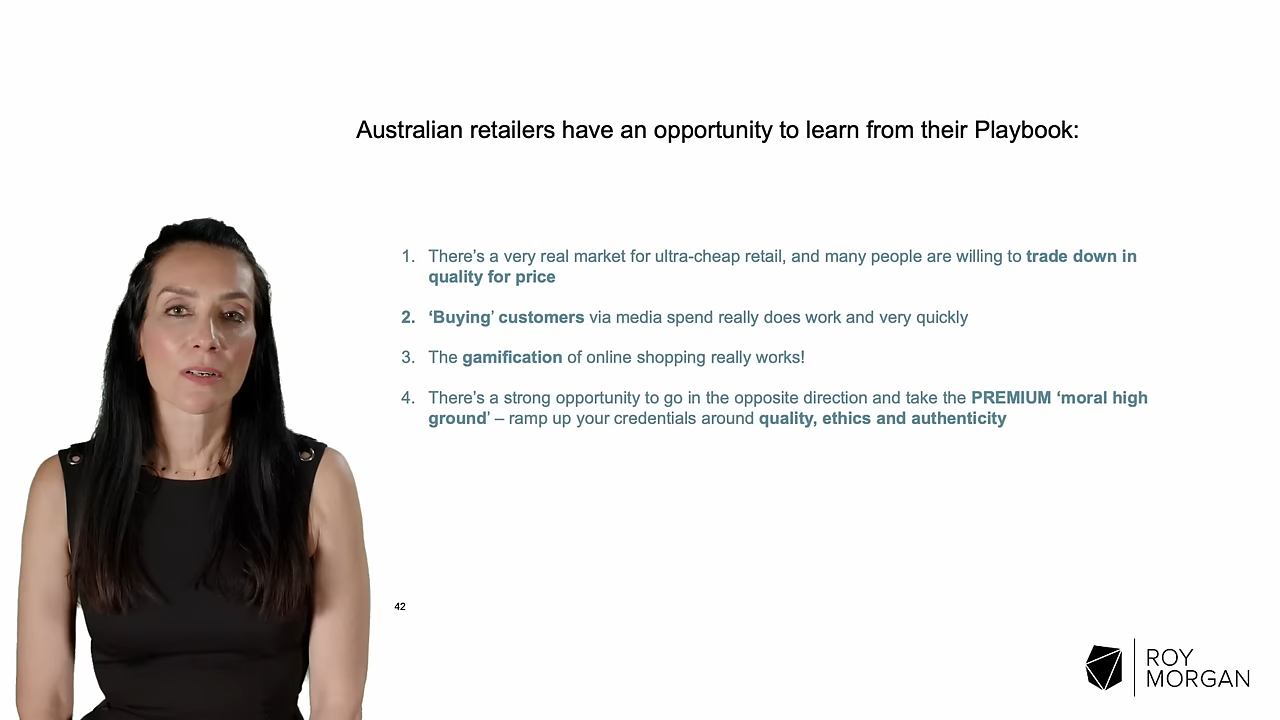 Australian retailers have an opportunity to learn from their Playbook:
1. There’s a very real market for ultra-cheap retail, and many people are willing to trade down in
quality for price
2. ‘Buying’ customers via media spend really does work and very quickly
3. The gamification of online shopping really works!
4. There’s a strong opportunity to go in the opposite direction and take the PREMIUM ‘moral high
ground’ – ramp up your credentials around quality, ethics and authenticity
42
ROY
MORGAN